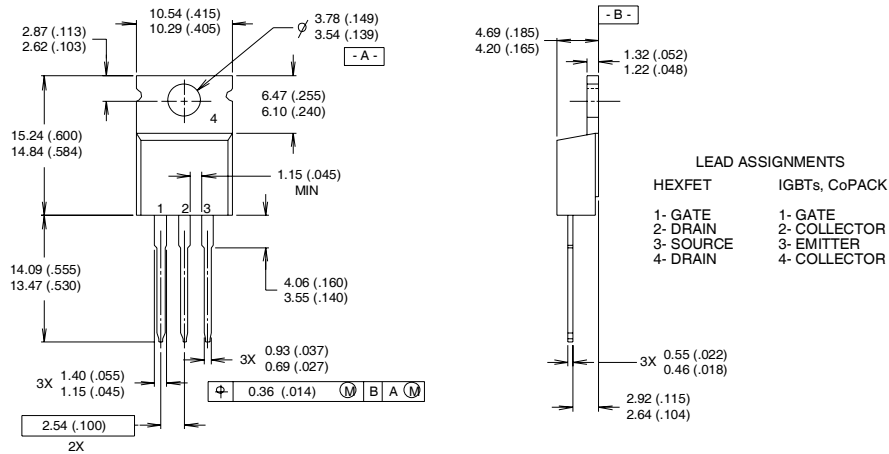 10.54 (.415)
10.29 (.405)
2.87 (.113)
2.62 (.103)
ø 3.78 (.149)
3.54 (.139)
- A -
6.47 (.255)
6.10 (.240)
4
15.24 (.600)
14.84 (.584)
1.15 (.045)
MIN
1 2 3
14.09 (.555)
13.47 (.530)
4.06 (.160)
3.55 (.140)
3X 0.93 (.037)
0.69 (.027)
3X 1.40 (.055)
1.15 (.045)
⌖ 0.36 (.014) Ⓜ B A Ⓜ
2.54 (.100)
2X
- B -
4.69 (.185)
4.20 (.165)
1.32 (.052)
1.22 (.048)
3X 0.55 (.022)
0.46 (.018)
2.92 (.115)
2.64 (.104)
LEAD ASSIGNMENTS
HEXFET
1- GATE
2- DRAIN
3- SOURCE
4- DRAIN
IGBTs, CoPACK
1- GATE
2- COLLECTOR
3- EMITTER
4- COLLECTOR